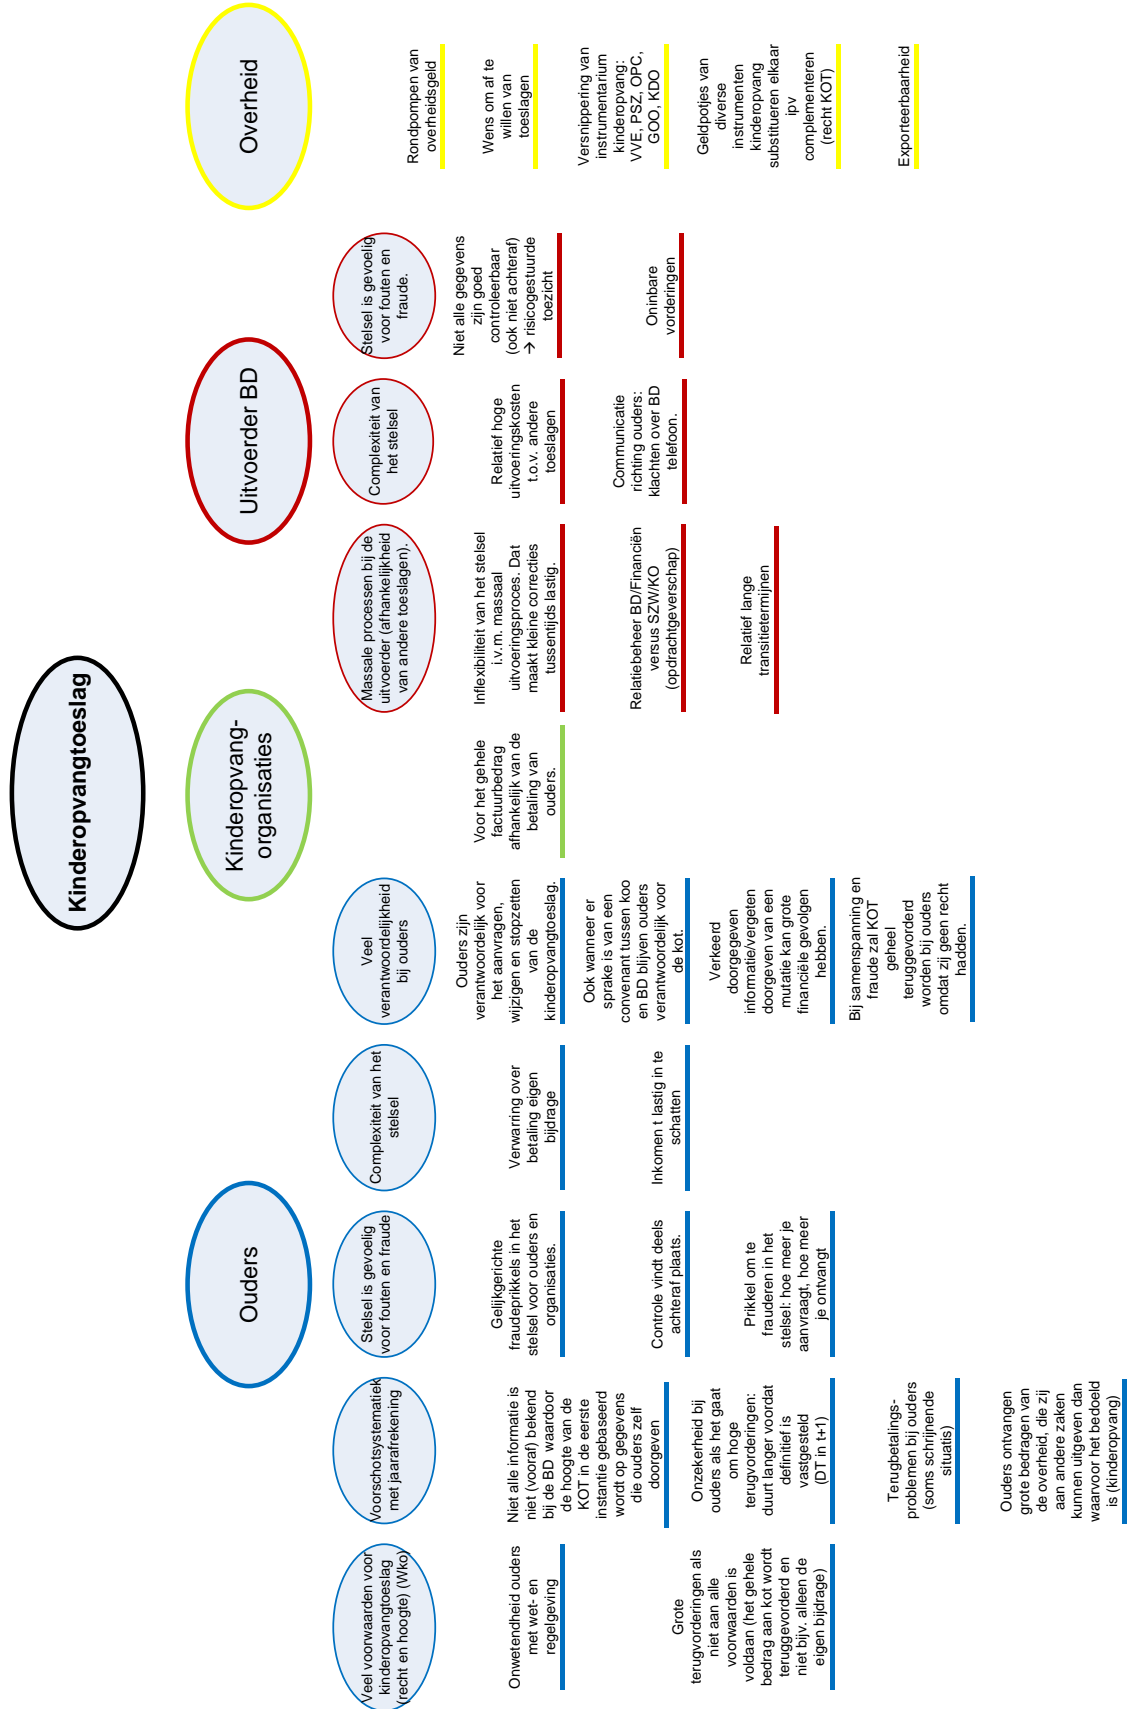 Kinderopvangtoeslag
Ouders
Kinderopvang-
organisaties
Uitvoerder BD
Overheid
Veel voorwaarden voor
kinderopvangtoeslag
(recht en hoogte) (Wko)
Onwetendheid ouders
met wet- en
regelgeving
Grote
terugvorderingen als
niet aan alle
voorwaarden is
voldaan (het gehele
bedrag aan kot wordt
teruggevorderd en
niet bijv. alleen de
eigen bijdrage)
Voorschotsystematiek
met jaarafrekening
Niet alle informatie is
niet (vooraf) bekend
bij de BD waardoor
de hoogte van de
KOT in de eerste
instantie gebaseerd
wordt op gegevens
die ouders zelf
doorgeven
Onzekerheid bij
ouders als het gaat
om hoge
terugvorderingen:
duurt langer voordat
definitief is
vastgesteld
(DT in t+1)
Terugbetalings-
problemen bij ouders
(soms schrijnende
situatis)
Ouders ontvangen
grote bedragen van
de overheid, die zij
aan andere zaken
kunnen uitgeven dan
waarvoor het bedoeld
is (kinderopvang)
Stelsel is gevoelig
voor fouten en fraude
Gelijkgerichte
fraudeprikkels in het
stelsel voor ouders en
organisaties.
Controle vindt deels
achteraf plaats.
Prikkel om te
frauderen in het
stelsel: hoe meer je
aanvraagt, hoe meer
je ontvangt
Complexiteit van het
stelsel
Verwarring over
betaling eigen
bijdrage
Inkomen t lastig in te
schatten
Veel
verantwoordelijkheid
bij ouders
Ouders zijn
verantwoordelijk voor
het aanvragen,
wijzigen en stopzetten
van de
kinderopvangtoeslag.
Ook wanneer er
sprake is van een
convenant tussen koo
en BD blijven ouders
verantwoordelijk voor
de kot.
Verkeerd
doorgegeven
informatie/vergeten
doorgeven van een
mutatie kan grote
financiële gevolgen
hebben.
Bij samenspanning en
fraude zal KOT
geheel
teruggevorderd
worden bij ouders
omdat zij geen recht
hadden.
Voor het gehele
factuurbedrag
afhankelijk van de
betaling van
ouders.
Massale processen bij de
uitvoerder (afhankelijkheid
van andere toeslagen).
Inflexibiliteit van het stelsel
i.v.m. massaal
uitvoeringsproces. Dat
maakt kleine correcties
tussentijds lastig.
Relatiebeheer BD/Financiën
versus SZW/KO
(opdrachtgeverschap)
Relatief lange
transitietermijnen
Complexiteit van
het stelsel
Relatief hoge
uitvoeringskosten
t.o.v. andere
toeslagen
Communicatie
richting ouders:
klachten over BD
telefoon.
Stelsel is gevoelig
voor fouten en
fraude.
Niet alle gegevens
zijn goed
controleerbaar
(ook niet achteraf)
→ risicogestuurde
toezicht
Oninbare
vorderingen
Rondpompen van
overheidsgeld
Wens om af te
willen van
toeslagen
Versnippering van
instrumentarium
kinderopvang:
VVE, PSZ, OPC,
GOO, KDO
Geldpotjes van
diverse
instrumenten
kinderopvang
substitueren elkaar
ipv
complementeren
(recht KOT)
Exporteerbaarheid